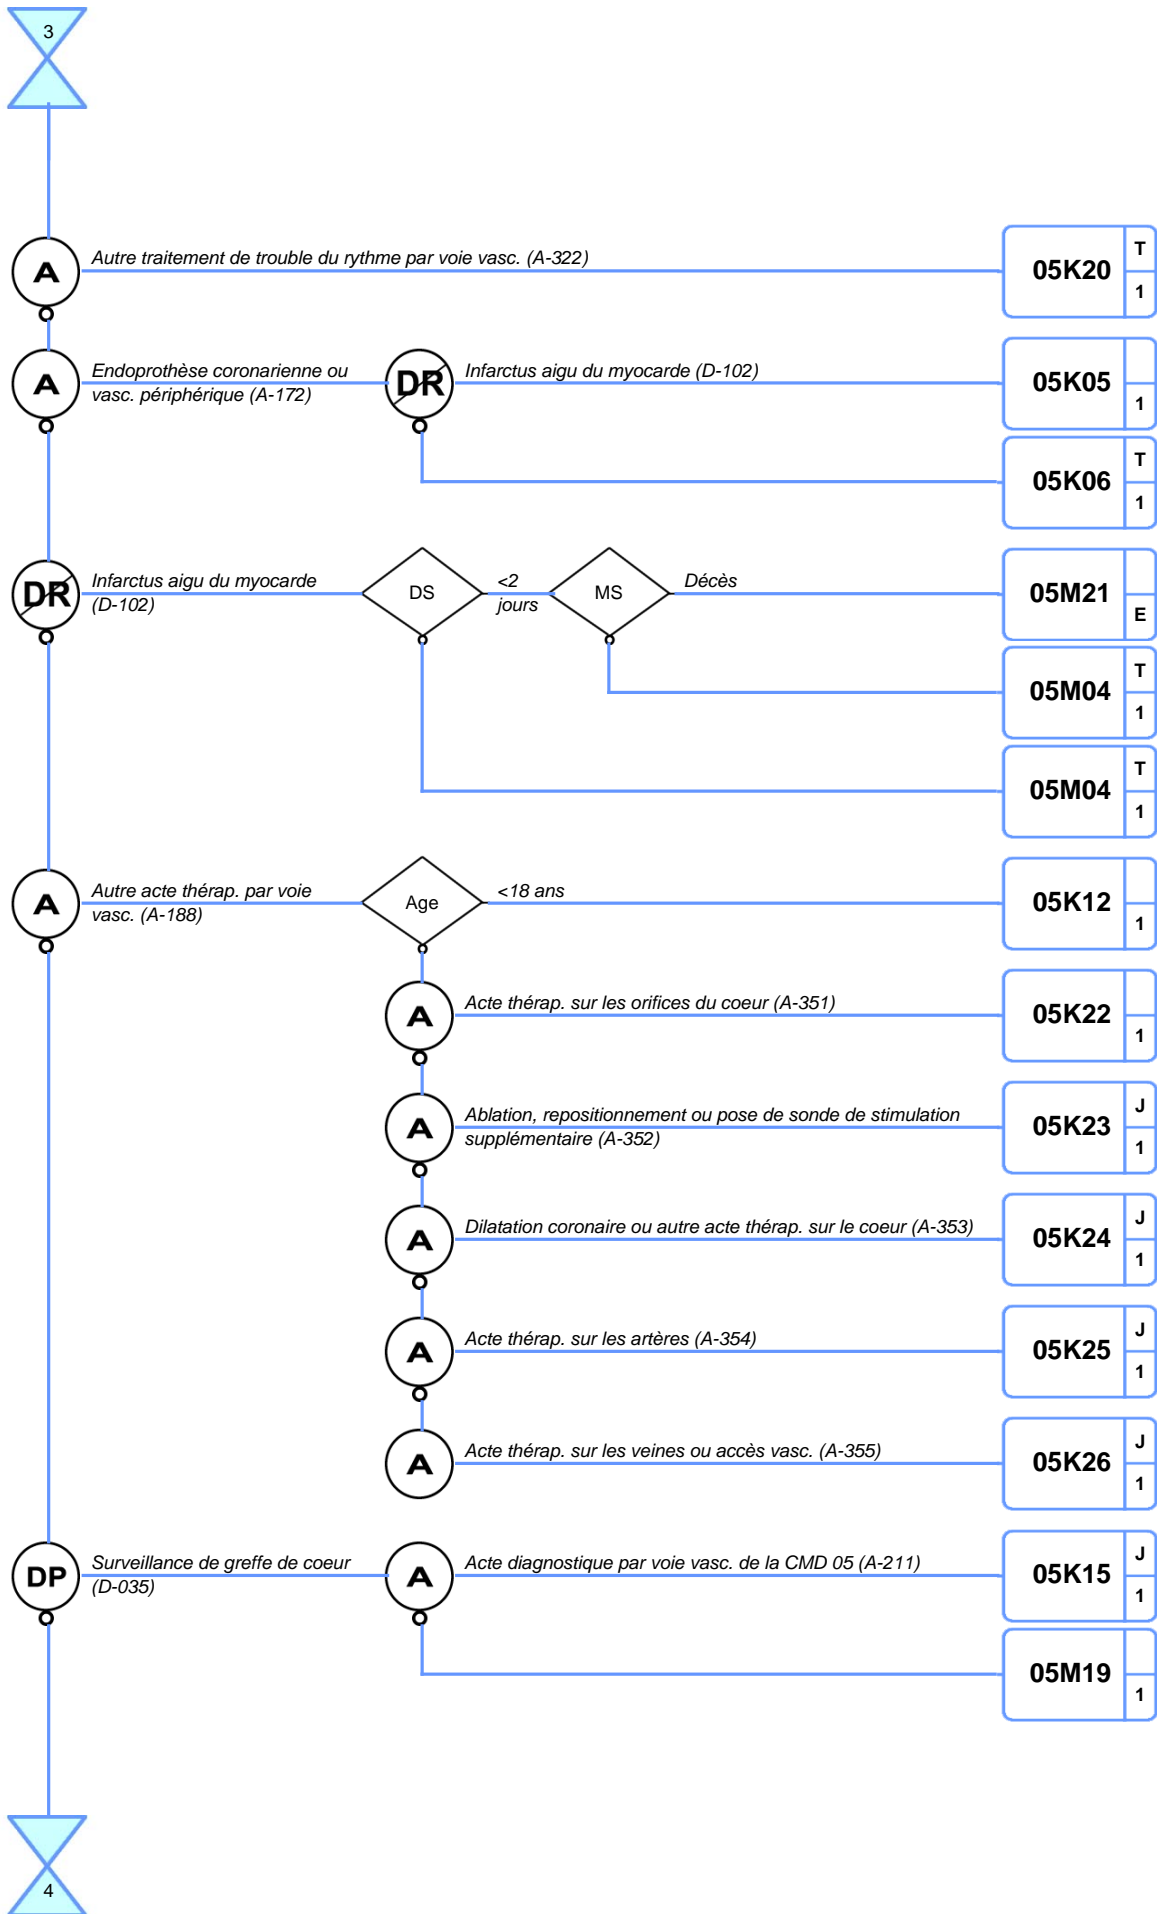 3
A
Autre traitement de trouble du rythme par voie vasc. (A-322)
05K20
T
1
A
Endoprothèse coronarienne ou
vasc. périphérique (A-172)
DR
Infarctus aigu du myocarde (D-102)
05K05
1
05K06
T
1
DR
Infarctus aigu du myocarde
(D-102)
DS
<2
jours
MS
Décès
05M21
E
05M04
T
1
05M04
T
1
A
Autre acte thérap. par voie
vasc. (A-188)
Age
<18 ans
05K12
1
A
Acte thérap. sur les orifices du coeur (A-351)
05K22
1
A
Ablation, repositionnement ou pose de sonde de stimulation
supplémentaire (A-352)
05K23
J
1
A
Dilatation coronaire ou autre acte thérap. sur le coeur (A-353)
05K24
J
1
A
Acte thérap. sur les artères (A-354)
05K25
J
1
A
Acte thérap. sur les veines ou accès vasc. (A-355)
05K26
J
1
DP
Surveillance de greffe de coeur
(D-035)
A
Acte diagnostique par voie vasc. de la CMD 05 (A-211)
05K15
J
1
05M19
1
4